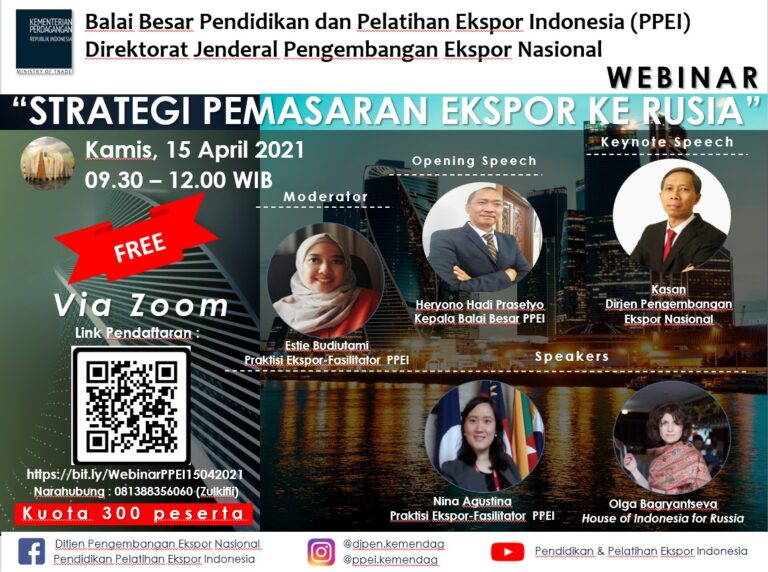 KEMENTERIAN
PERDAGANGAN
REPUBLIK INDONESIA
MINISTRY OF TRADE
Balai Besar Pendidikan dan Pelatihan Ekspor Indonesia (PPEI)
Direktorat Jenderal Pengembangan Ekspor Nasional
WEBINAR
“STRATEGI PEMASARAN EKSPOR KE RUSIA”
Kamis, 15 April 2021
09.30 – 12.00 WIB
FREE
Via Zoom
Link Pendaftaran :
https://bit.ly/WebinarPPEI15042021
Narahubung : 081388356060 (Zulkifli)
Kuota 300 peserta
Moderator
Estie Budiutami
Praktisi Ekspor-Fasilitator PPEI
Opening Speech
Heryono Hadi Prasetyo
Kepala Balai Besar PPEI
Keynote Speech
Kasan
Dirjen Pengembangan
Ekspor Nasional
Speakers
Nina Agustina
Praktisi Ekspor-Fasilitator PPEI
Olga Bagryantseva
House of Indonesia for Russia
Ditjen Pengembangan Ekspor Nasional
Pendidikan Pelatihan Ekspor Indonesia
@djpen.kemendag
@ppei.kemendag
Pendidikan & Pelatihan Ekspor Indonesia